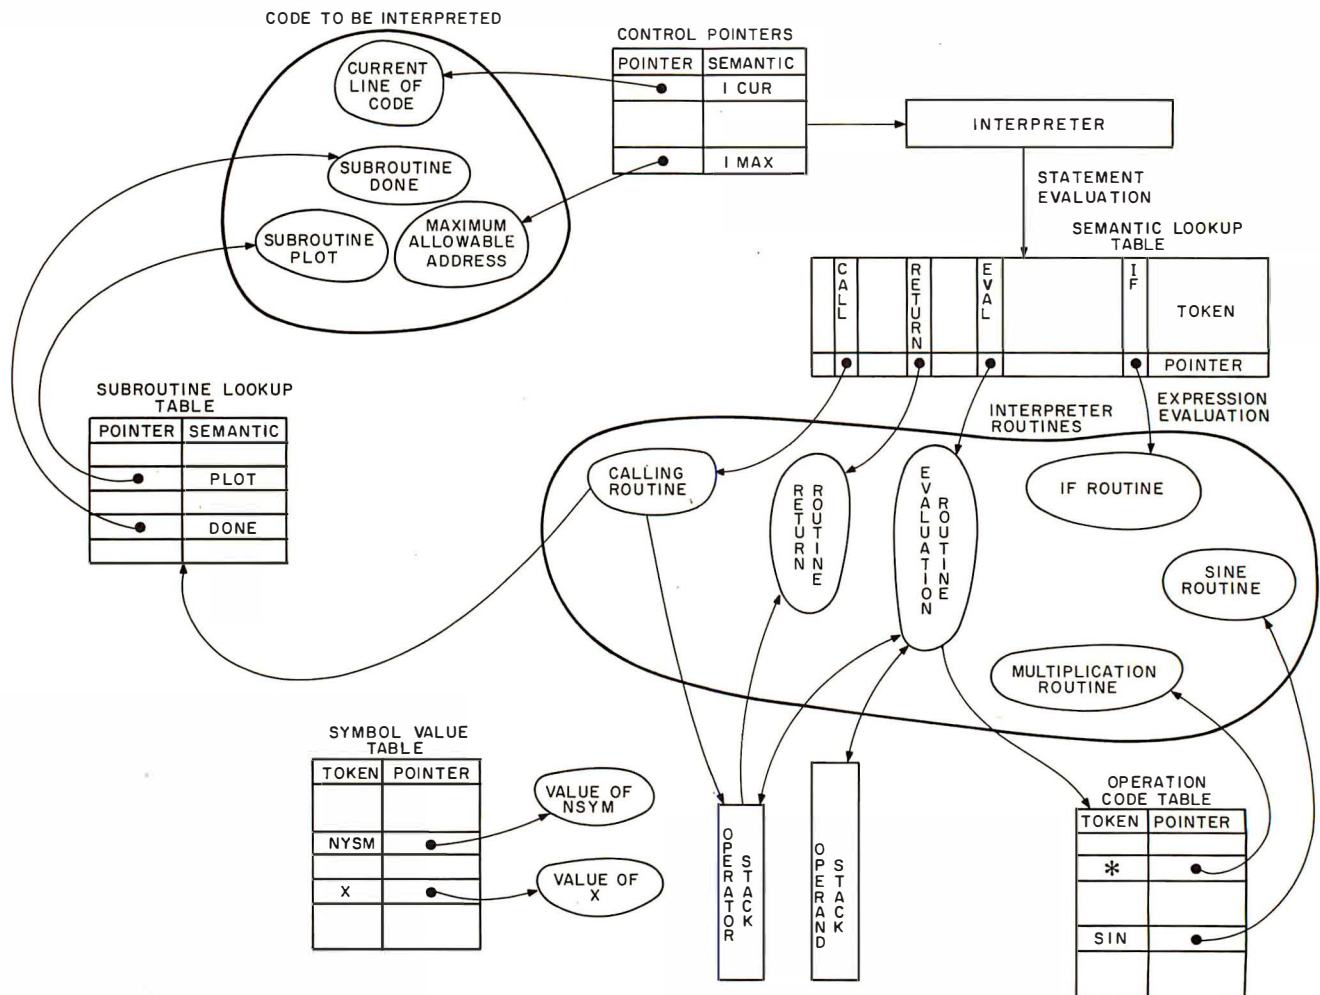 CODE TO BE INTERPRETED
CURRENT
LINE OF
CODE
SUBROUTINE
DONE
SUBROUTINE
PLOT
MAXIMUM
ALLOWABLE
ADDRESS
CONTROL POINTERS
POINTER SEMANTIC
I CUR
I MAX
INTERPRETER
STATEMENT
EVALUATION
SEMANTIC LOOKUP
TABLE
CALL
RETURN
EVAL
IF
TOKEN
POINTER
SUBROUTINE LOOKUP
TABLE
POINTER SEMANTIC
PLOT
DONE
INTERPRETER
ROUTINES
EXPRESSION
EVALUATION
CALLING
ROUTINE
RETURN
ROUTINE
EVALUATION
ROUTINE
IF ROUTINE
SINE
ROUTINE
MULTIPLICATION
ROUTINE
SYMBOL VALUE
TABLE
TOKEN POINTER
NYSM
X
VALUE OF
NSYM
VALUE OF
X
OPERATOR
STACK
OPERAND
STACK
OPERATION
CODE TABLE
TOKEN POINTER
*
SIN